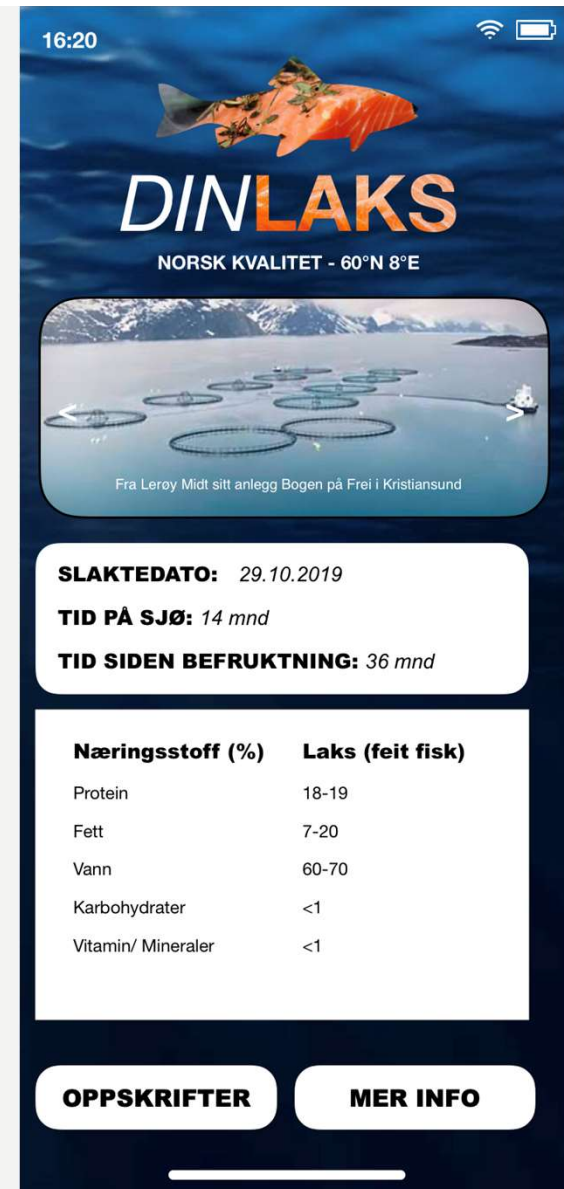 16:20
DINLAKS
NORSK KVALITET - 60°N 8°E
< >
Fra Lerøy Midt sitt anlegg Bogen på Frei i Kristiansund
SLAKTEDATO: 29.10.2019
TID PÅ SJØ: 14 mnd
TID SIDEN BEFRUKTNING: 36 mnd
Næringsstoff (%) Laks (feit fisk)
Protein 18-19
Fett 7-20
Vann 60-70
Karbohydrater <1
Vitamin/ Mineraler <1
OPPSKRIFTER MER INFO